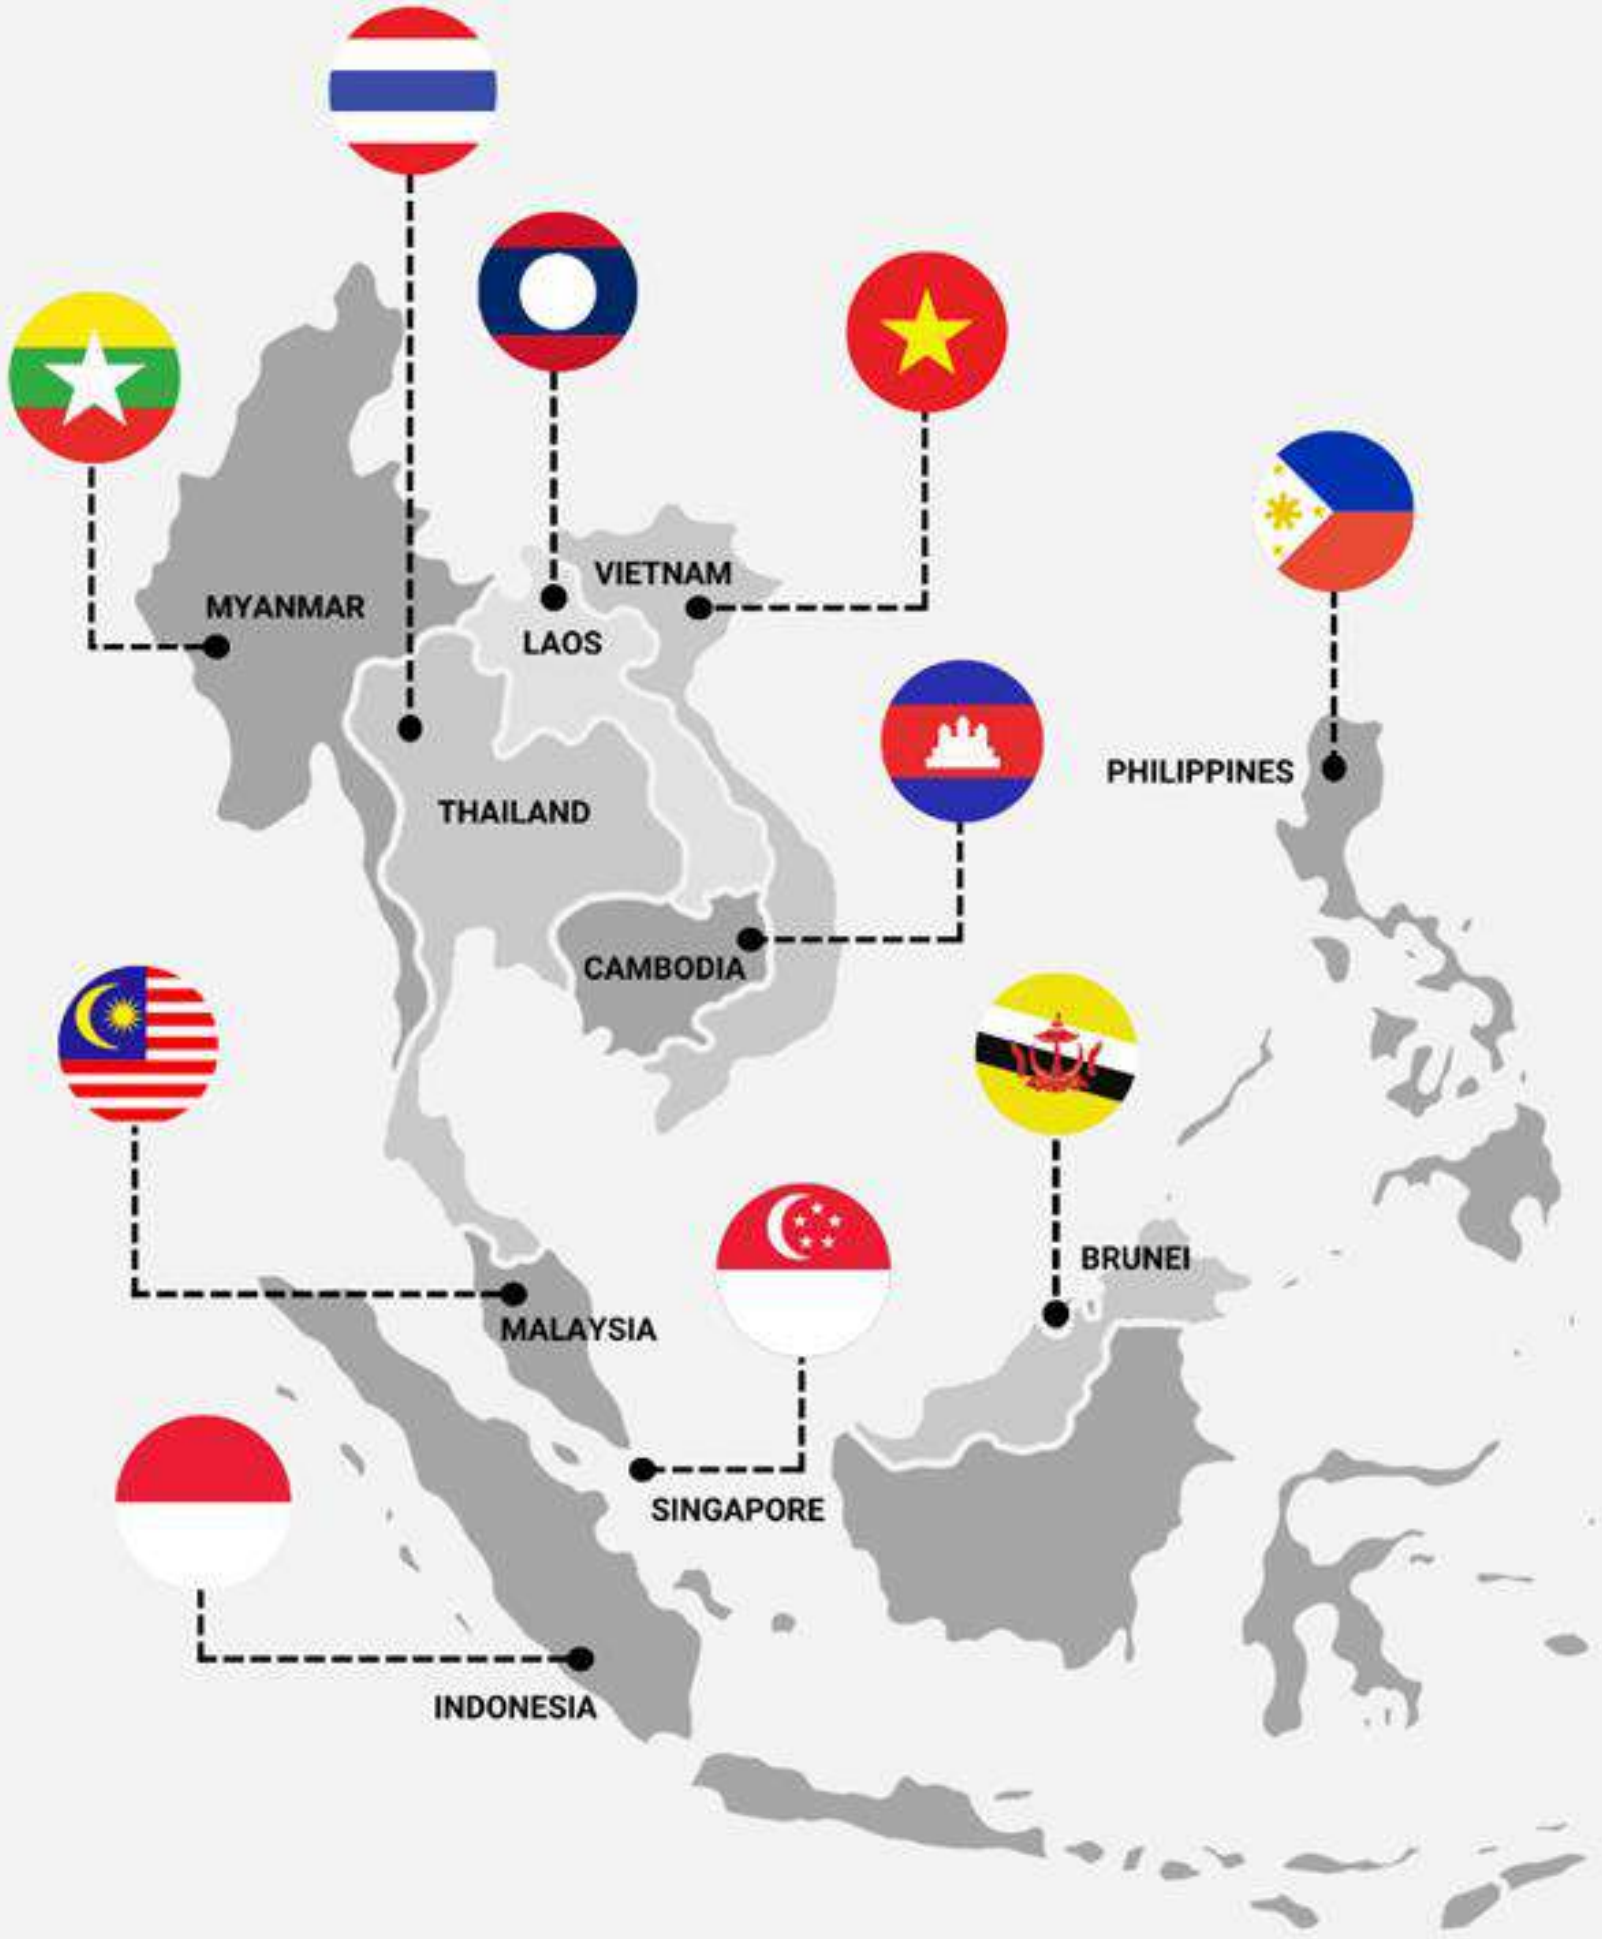 VIETNAM
MYANMAR
LAOS
PHILIPPINES
THAILAND
CAMBODIA
BRUNEI
MALAYSIA
SINGAPORE
INDONESIA